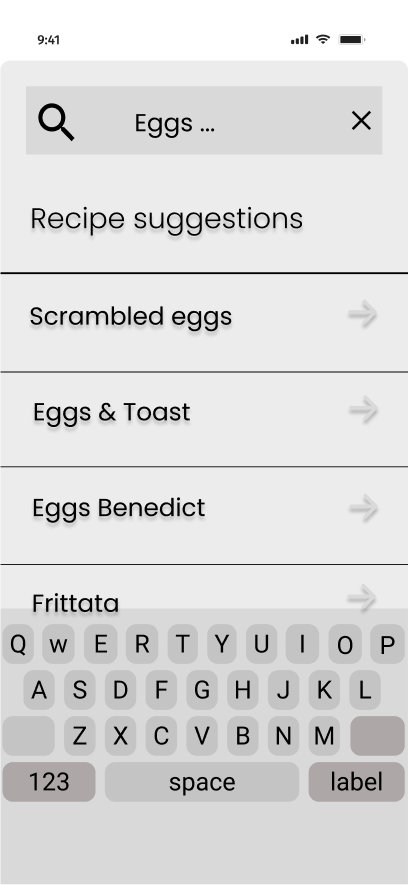 9:41
Eggs ...
Recipe suggestions
Scrambled eggs
Eggs & Toast
Eggs Benedict
Frittata
Q w E R T Y U I O P
A S D F G H J K L
Z X C V B N M
123 space label